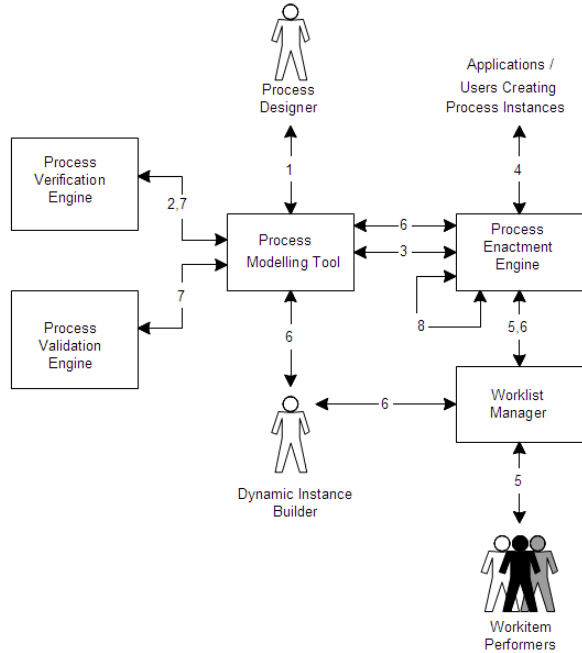 Process
Designer
Applications /
Users Creating
Process Instances
1
4
Process
Verification
Engine
2,7
Process
Modelling Tool
6
3
Process
Enactment
Engine
7
Process
Validation
Engine
8
6
5,6
Worklist
Manager
6
Dynamic Instance
Builder
5
Workitem
Performers